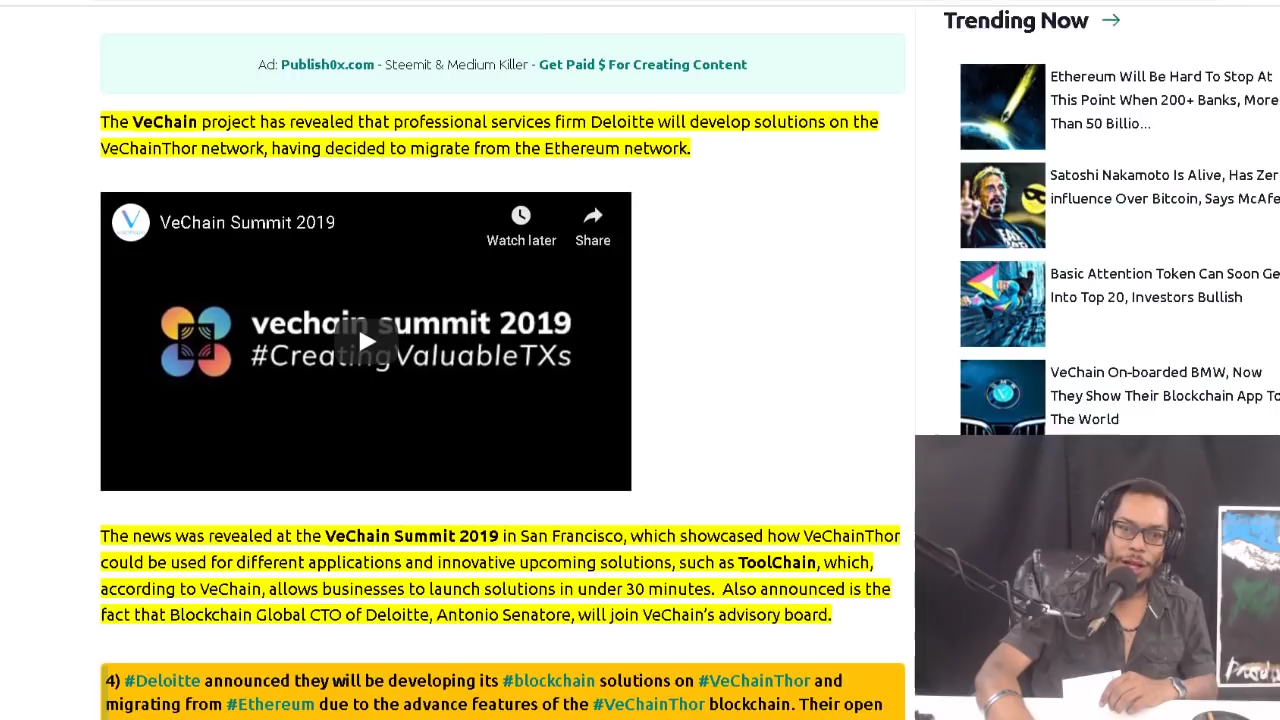 Trending Now
Ad: Publish0x.com - Steemit & Medium Killer - Get Paid $ For Creating Content
The VeChain project has revealed that professional services firm Deloitte will develop solutions on the
VeChainThor network, having decided to migrate from the Ethereum network.
VeChain Summit 2019
Watch later
Share
vechain summit 2019
#CreatingValuableTXs
The news was revealed at the VeChain Summit 2019 in San Francisco, which showcased how VeChainThor
could be used for different applications and innovative upcoming solutions, such as ToolChain, which,
according to VeChain, allows businesses to launch solutions in under 30 minutes. Also announced is the
fact that Blockchain Global CTO of Deloitte, Antonio Senatore, will join VeChain's advisory board.
4) #Deloitte announced they will be developing its #blockchain solutions on #VeChainThor and
migrating from #Ethereum due to the advance features of the #VeChainThor blockchain. Their open
Ethereum Will Be Hard To Stop At
This Point When 200+ Banks, More
Than 50 Billio...
Satoshi Nakamoto Is Alive, Has Zer
influence Over Bitcoin, Says McAfe
Basic Attention Token Can Soon Ge
Into Top 20, Investors Bullish
VeChain On-boarded BMW, Now
They Show Their Blockchain App To
The World